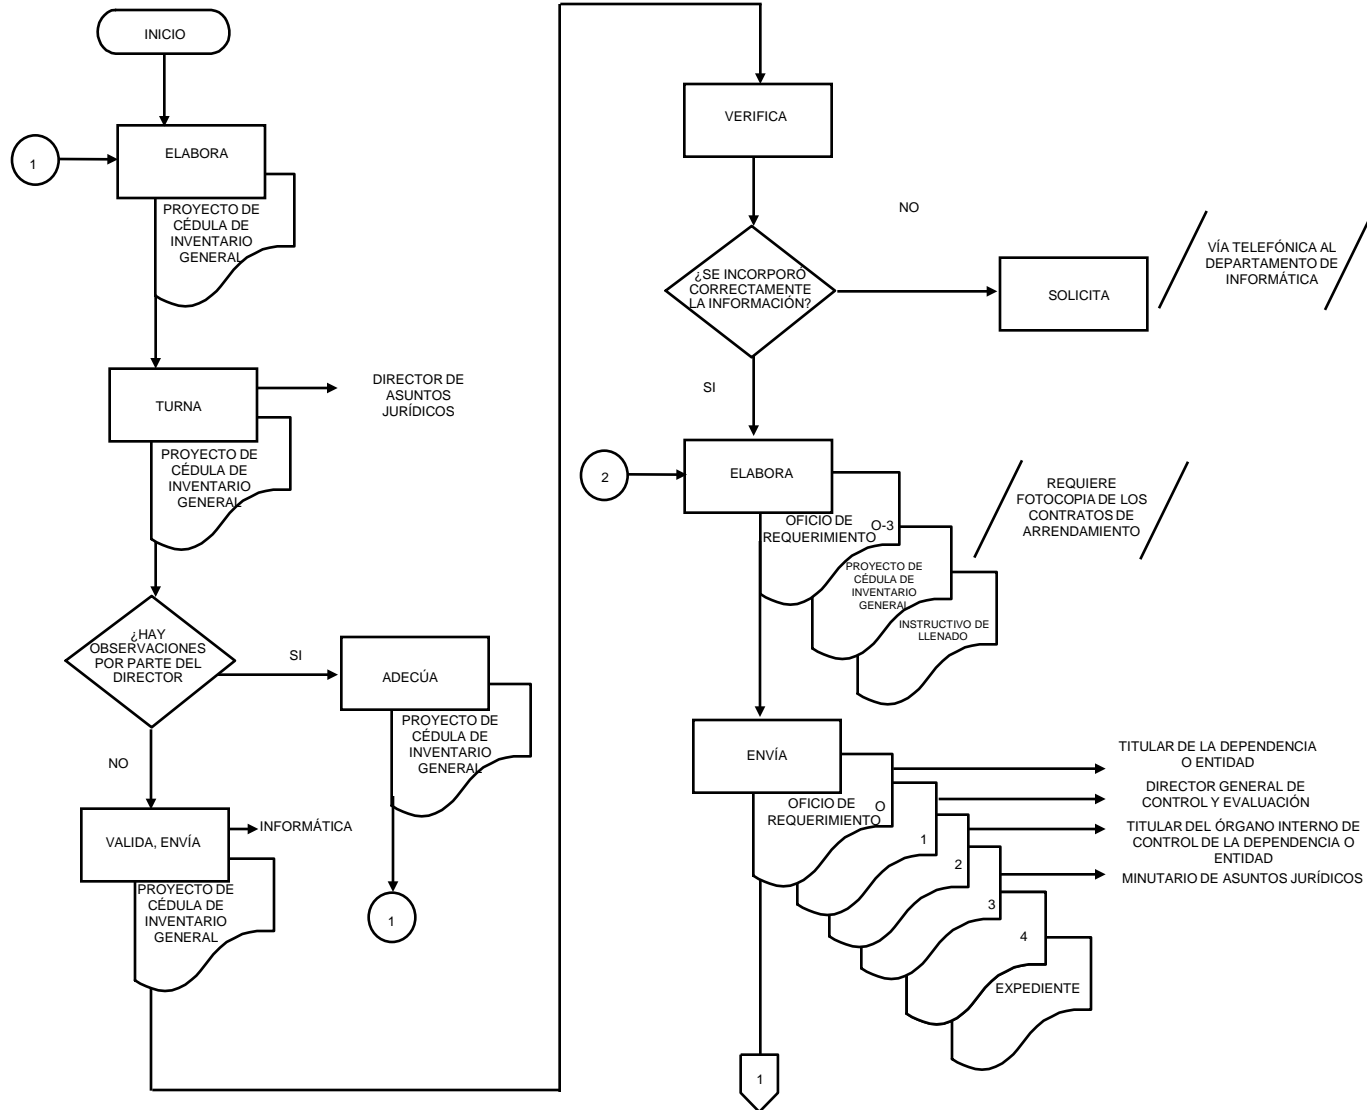 INICIO
1
ELABORA
PROYECTO DE
CÉDULA DE
INVENTARIO
GENERAL
TURNA
DIRECTOR DE
ASUNTOS
JURÍDICOS
PROYECTO DE
CÉDULA DE
INVENTARIO
GENERAL
¿HAY
OBSERVACIONES
POR PARTE DEL
DIRECTOR
SI
ADECÚA
PROYECTO DE
CÉDULA DE
INVENTARIO
GENERAL
1
NO
VALIDA, ENVÍA
INFORMÁTICA
PROYECTO DE
CÉDULA DE
INVENTARIO
GENERAL
VERIFICA
¿SE INCORPORÓ
CORRECTAMENTE
LA INFORMACIÓN?
NO
SOLICITA
VÍA TELEFÓNICA AL
DEPARTAMENTO DE
INFORMÁTICA
SI
2
ELABORA
OFICIO DE
REQUERIMIENTO
O-3
PROYECTO DE
CÉDULA DE
INVENTARIO
GENERAL
INSTRUCTIVO DE
LLENADO
REQUIERE
FOTOCOPIA DE LOS
CONTRATOS DE
ARRENDAMIENTO
ENVÍA
OFICIO DE
REQUERIMIENTO
O
1
2
3
4
EXPEDIENTE
TITULAR DE LA DEPENDENCIA
O ENTIDAD
DIRECTOR GENERAL DE
CONTROL Y EVALUACIÓN
TITULAR DEL ÓRGANO INTERNO DE
CONTROL DE LA DEPENDENCIA O
ENTIDAD
MINUTARIO DE ASUNTOS JURÍDICOS
1